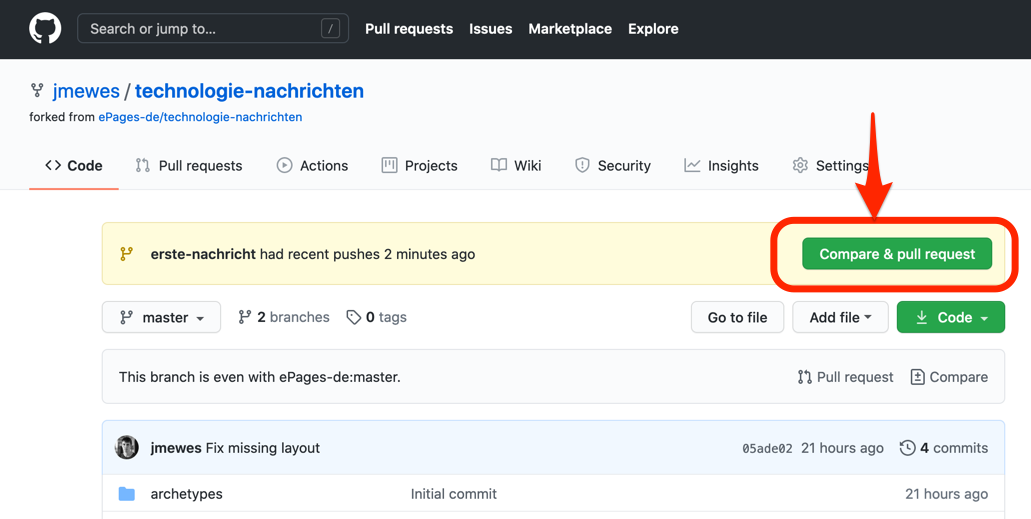 Search or jump to... / Pull requests Issues Marketplace Explore
jmewes / technologie-nachrichten
forked from ePages-de/technologie-nachrichten
Code Pull requests Actions Projects Wiki Security Insights Settings
erste-nachricht had recent pushes 2 minutes ago Compare & pull request
master 2 branches 0 tags Go to file Add file Code
This branch is even with ePages-de:master. Pull request Compare
jmewes Fix missing layout 05ade02 21 hours ago 4 commits
archetypes Initial commit 21 hours ago